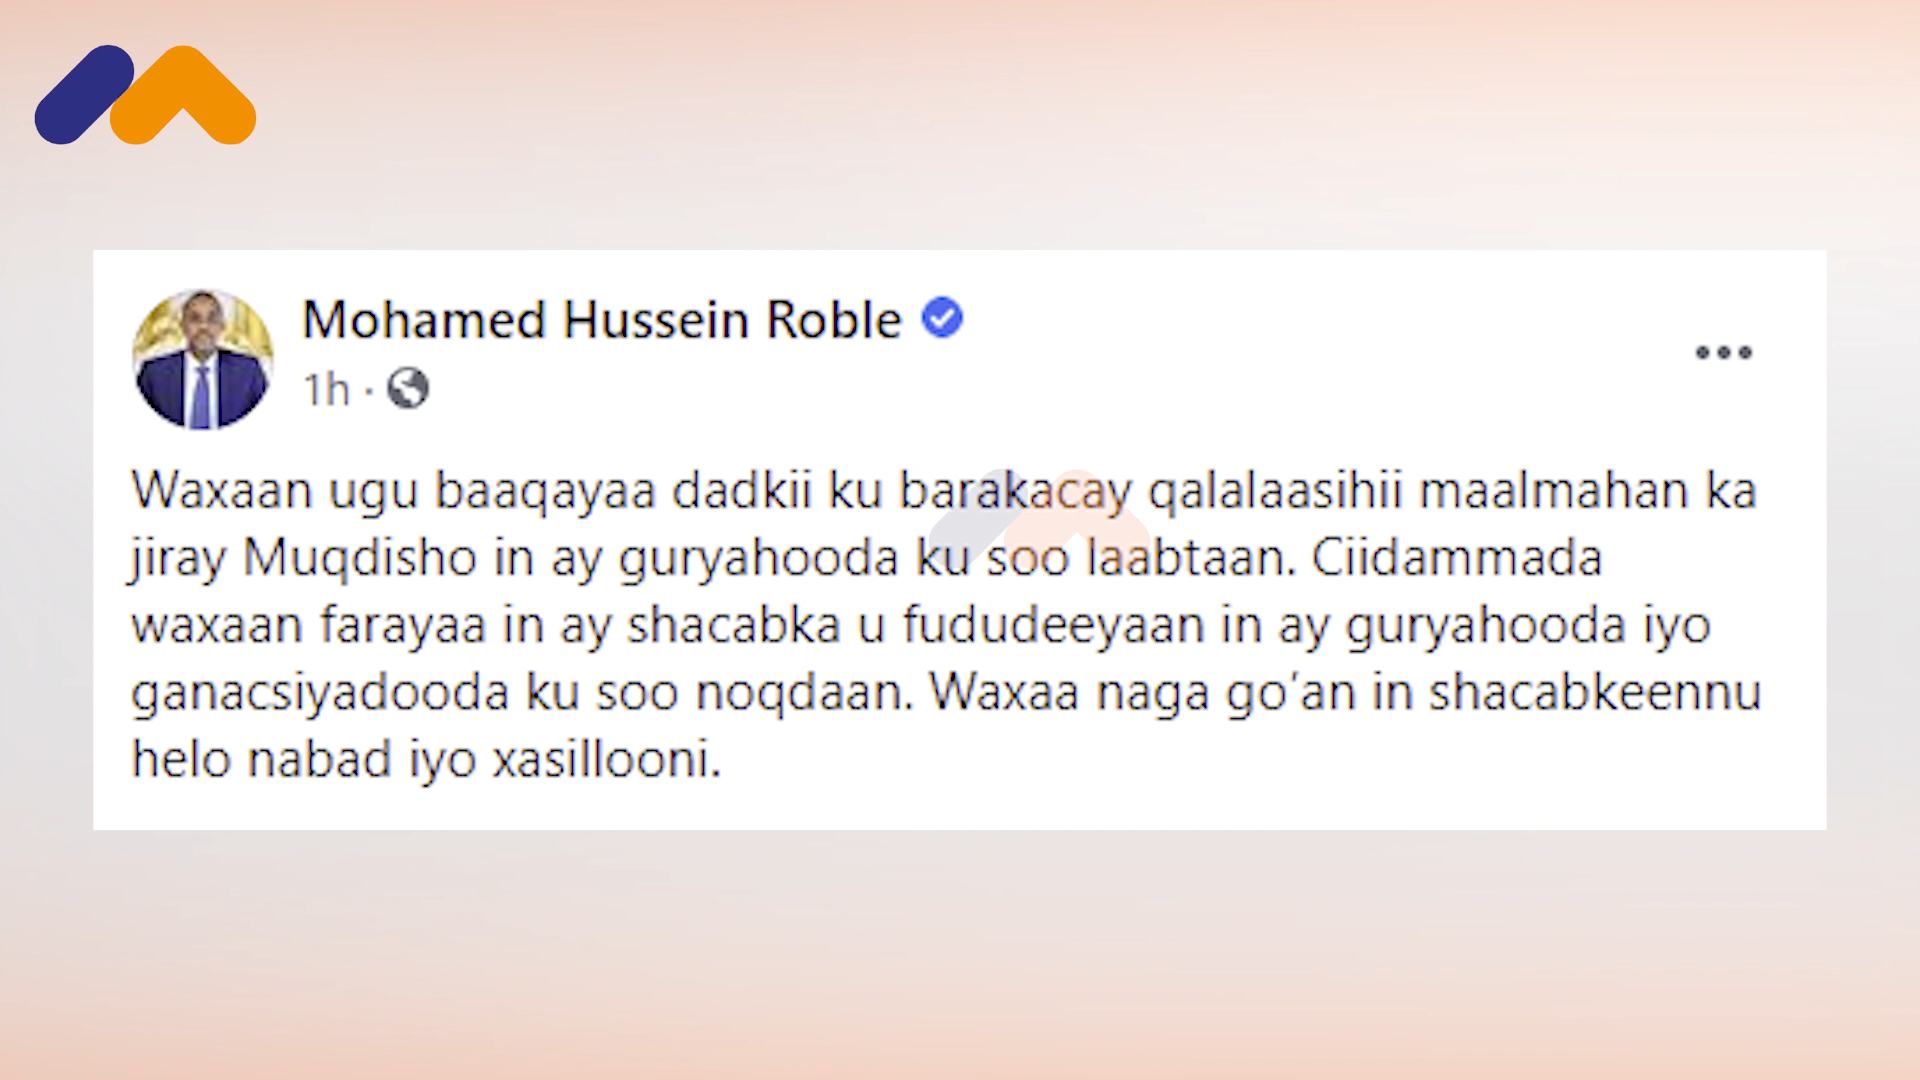 Mohamed Hussein Roble
1h ·
Waxaan ugu baaqayaa dadkii ku barakacay qalalaasihii maalmahan ka
jiray Muqdisho in ay guryahooda ku soo laabtaan. Ciidammada
waxaan farayaa in ay shacabka u fududeeyaan in ay guryahooda iyo
ganacsiyadooda ku soo noqdaan. Waxaa naga go’an in shacabkeennu
helo nabad iyo xasillooni.